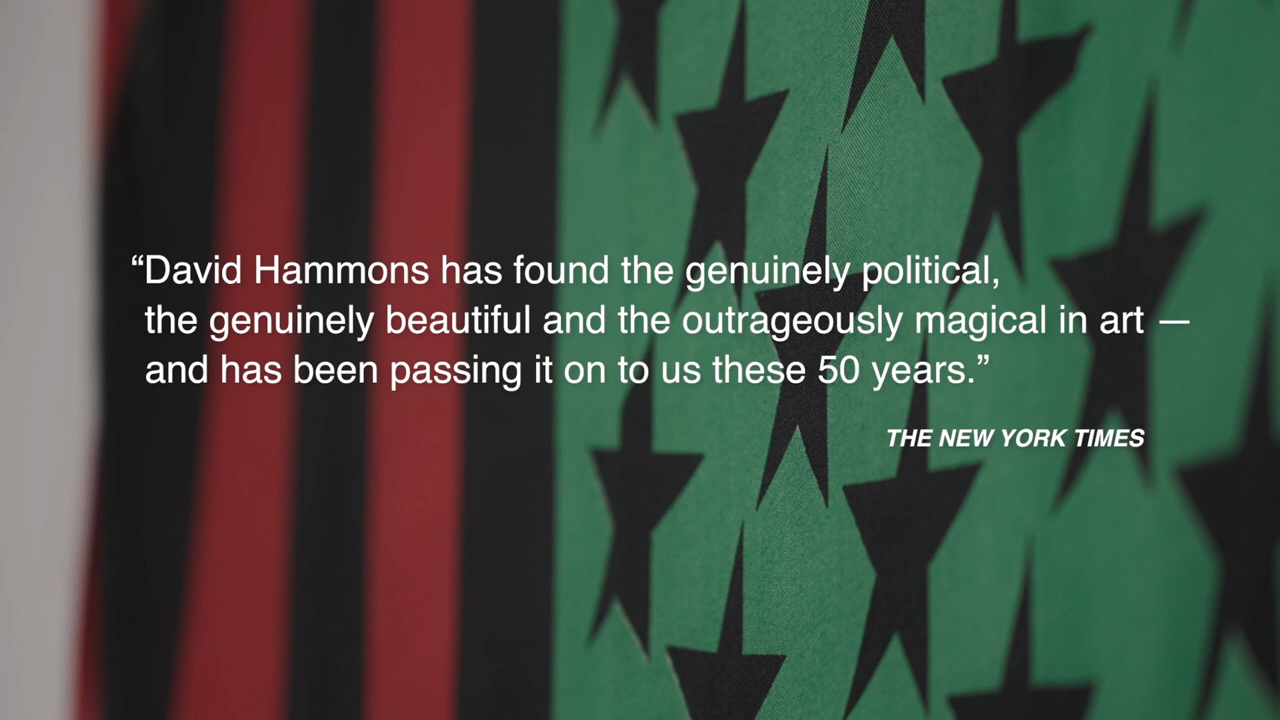 “David Hammons has found the genuinely political,
the genuinely beautiful and the outrageously magical in art —
and has been passing it on to us these 50 years.”
THE NEW YORK TIMES